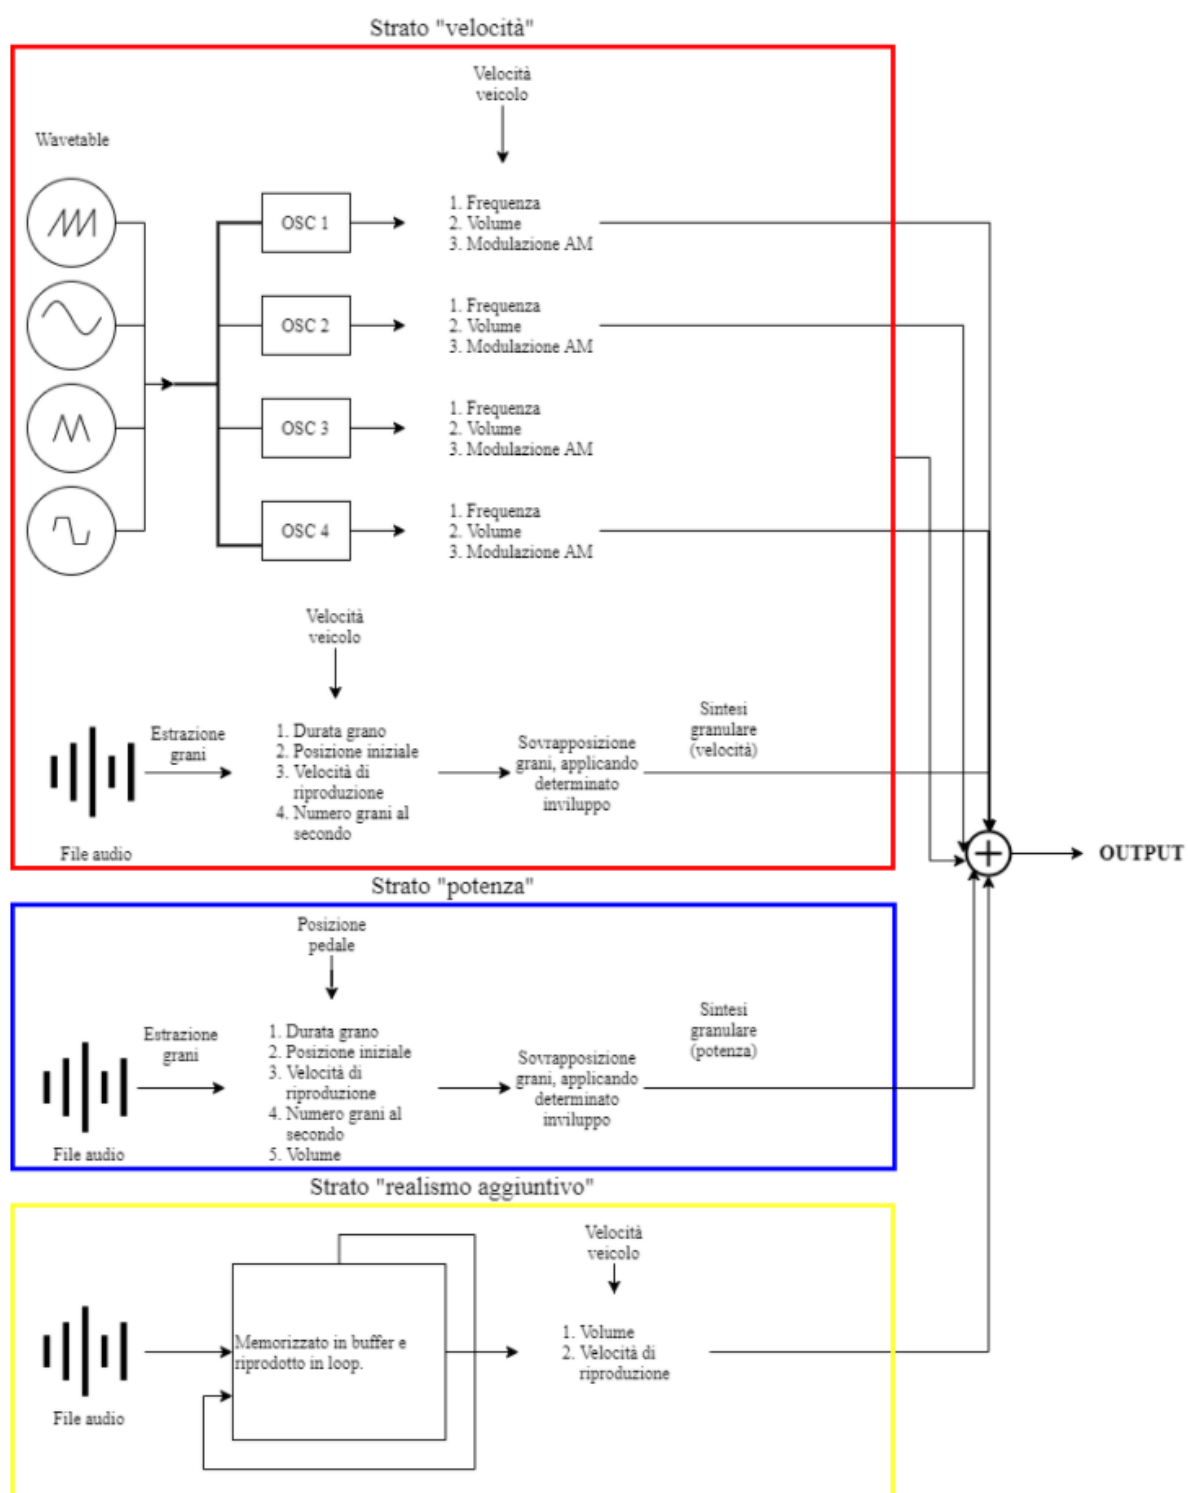 Strato "velocità"
Velocità
veicolo
Wavetable
OSC 1
1. Frequenza
2. Volume
3. Modulazione AM
OSC 2
1. Frequenza
2. Volume
3. Modulazione AM
OSC 3
1. Frequenza
2. Volume
3. Modulazione AM
OSC 4
1. Frequenza
2. Volume
3. Modulazione AM
Velocità
veicolo
File audio
Estrazione
grani
1. Durata grano
2. Posizione iniziale
3. Velocità di
riproduzione
4. Numero grani al
secondo
Sovrapposizione
grani, applicando
determinato
inviluppo
Sintesi
granulare
(velocità)
OUTPUT
Strato "potenza"
Posizione
pedale
File audio
Estrazione
grani
1. Durata grano
2. Posizione iniziale
3. Velocità di
riproduzione
4. Numero grani al
secondo
5. Volume
Sovrapposizione
grani, applicando
determinato
inviluppo
Sintesi
granulare
(potenza)
Strato "realismo aggiuntivo"
File audio
Memorizzato in buffer e
riprodotto in loop.
Velocità
veicolo
1. Volume
2. Velocità di
riproduzione